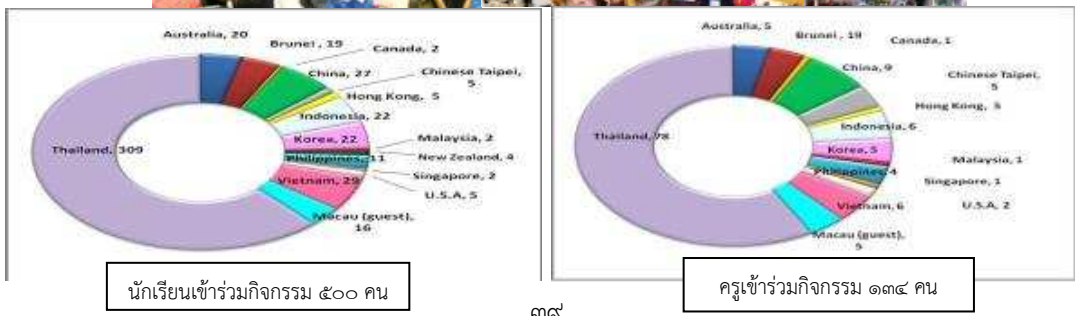 Australia, 20
Brunei , 19
Canada, 2
China, 27
Chinese Taipei,
5
Hong Kong, 5
Indonesia, 22
Korea, 22
Malaysia, 2
New Zealand, 4
Philippines, 11
Singapore, 2
U.S.A, 5
Vietnam, 29
Macau (guest),
16
Thailand, 309
นักเรียนเข้าร่วมกิจกรรม ๕๐๐ คน
Australia, 5
Brunei , 19
Canada, 1
China, 9
Chinese Taipei,
5
Hong Kong,
Indonesia, 6
Korea, 5
Malaysia, 1
Philippines, 4
Singapore, 1
U.S.A, 2
Vietnam, 6
Macau (guest),
5
Thailand, 78
ครูเข้าร่วมกิจกรรม ๑๓๔ คน
๓๙